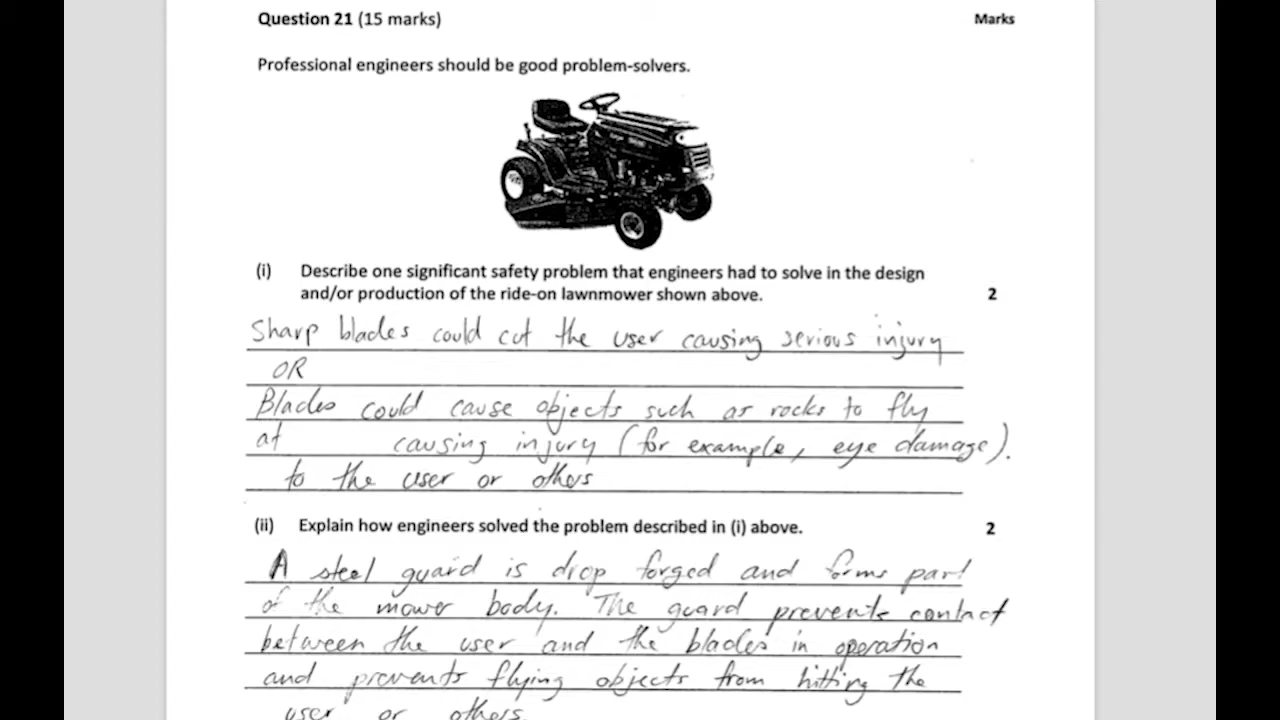 Question 21 (15 marks) Marks
Professional engineers should be good problem-solvers.
(i) Describe one significant safety problem that engineers had to solve in the design
and/or production of the ride-on lawnmower shown above. 2
Sharp blades could cut the user causing serious injury
OR
Blades could cause objects such as rocks to fly
at causing injury (for example, eye damage).
to the user or others
(ii) Explain how engineers solved the problem described in (i) above. 2
A steel guard is drop forged and forms part
of the mower body. The guard prevents contact
between the user and the blades in operation
and prevents flying objects from hitting the
user or others.